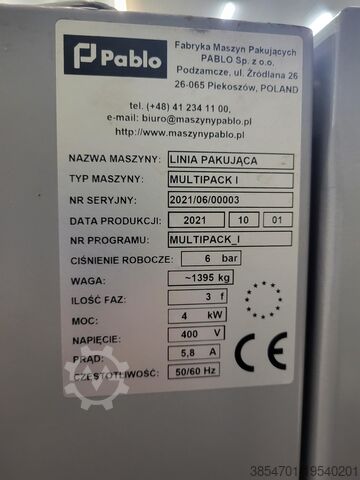 Pablo
Fabryka Maszyn Pakujących
PABLO Sp. z o.o.
Podzamcze, ul. Źródlana 26
26-065 Piekoszów, POLAND
tel. (+48) 41 234 11 00,
e-mail: biuro@maszynypablo.pl
http://www.maszynypablo.pl
NAZWA MASZYNY: LINIA PAKUJĄCA
TYP MASZYNY: MULTIPACK I
NR SERYJNY: 2021/06/00003
DATA PRODUKCJI: 2021 10 01
NR PROGRAMU: MULTIPACK_I
CIŚNIENIE ROBOCZE: 6 bar
WAGA: ~1395 kg
ILOŚĆ FAZ: 3 f
MOC: 4 kW
NAPIĘCIE: 400 V
PRĄD: 5,8 A
CZĘSTOTLIWOŚĆ: 50/60 Hz
CE
3854701/19540201